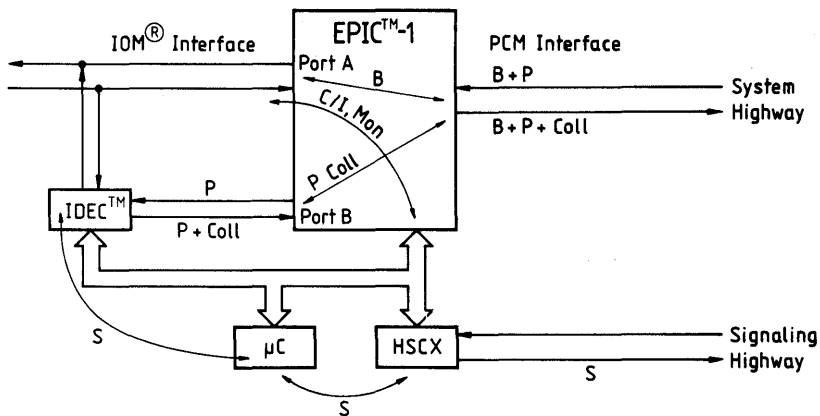 IOM® Interface
EPIC™-1
PCM Interface
Port A
B
B+P
System
Highway
C/I, Mon
B+P+Coll
P Coll
P
IDEC™
P+Coll
Port B
S
µC
HSCX
Signaling
Highway
S
S